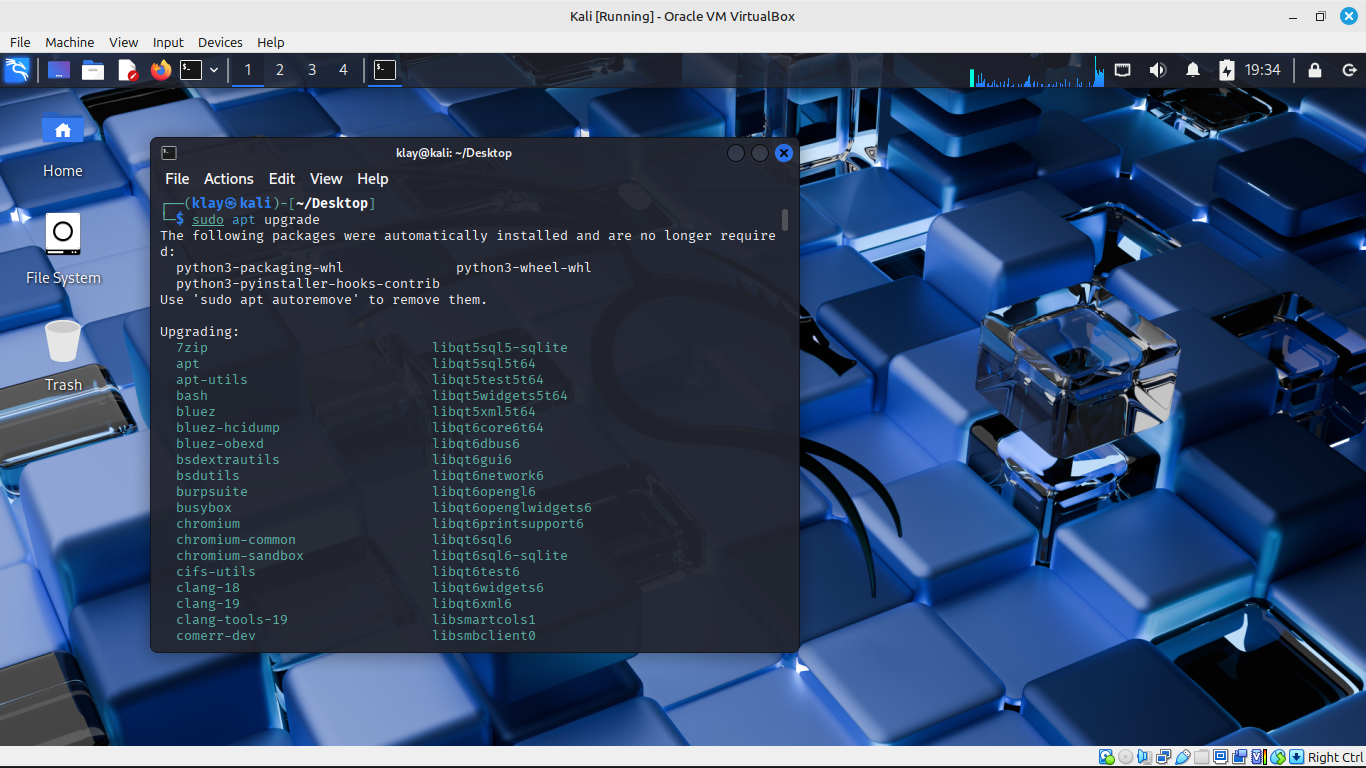 Kali [Running] - Oracle VM VirtualBox
File Machine View Input Devices Help
1 2 3 4 19:34
Home
File System
Trash
klay@kali: ~/Desktop
File Actions Edit View Help
┌──(klay㉿kali)-[~/Desktop]
└─$ sudo apt upgrade
The following packages were automatically installed and are no longer require
d:
python3-packaging-whl python3-wheel-whl
python3-pyinstaller-hooks-contrib
Use 'sudo apt autoremove' to remove them.
Upgrading:
7zip libqt5sql5-sqlite
apt libqt5sql5t64
apt-utils libqt5test5t64
bash libqt5widgets5t64
bluez libqt5xml5t64
bluez-hcidump libqt6core6t64
bluez-obexd libqt6dbus6
bsdextrautils libqt6gui6
bsdutils libqt6network6
burpsuite libqt6opengl6
busybox libqt6openglwidgets6
chromium libqt6printsupport6
chromium-common libqt6sql6
chromium-sandbox libqt6sql6-sqlite
cifs-utils libqt6test6
clang-18 libqt6widgets6
clang-19 libqt6xml6
clang-tools-19 libsmartcols1
comerr-dev libsmbclient0
Right Ctrl